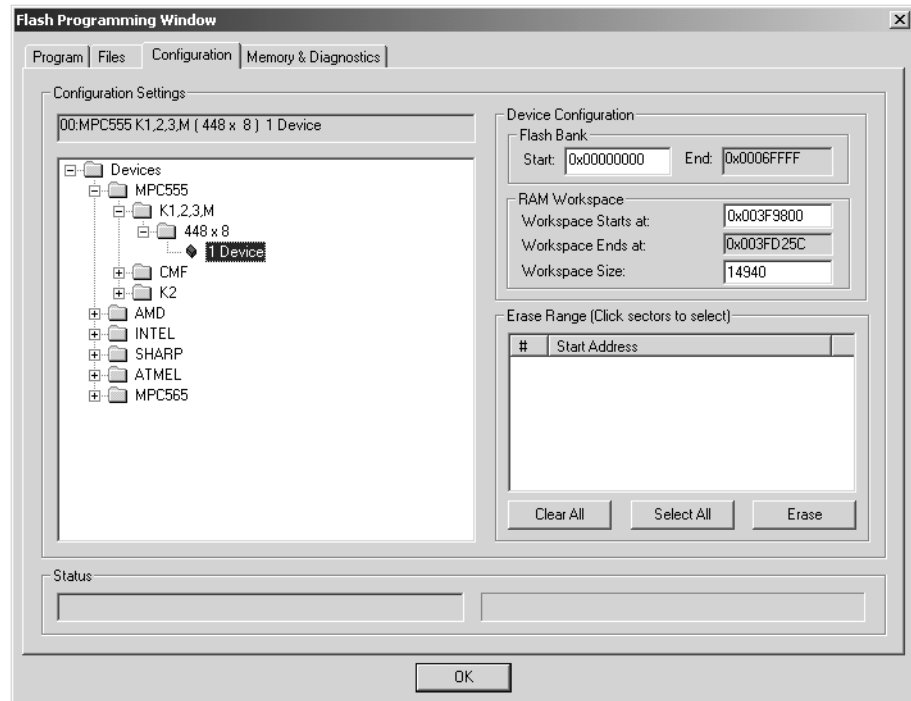 Flash Programming Window
Program Files Configuration Memory & Diagnostics
Configuration Settings
00:MPC555 K1,2,3,M ( 448 x 8 ) 1 Device
Devices
MPC555
K1,2,3,M
448 x 8
1 Device
CMF
K2
AMD
INTEL
SHARP
ATMEL
MPC565
Device Configuration
Flash Bank
Start: 0x00000000 End: 0x0006FFFF
RAM Workspace
Workspace Starts at: 0x003F9800
Workspace Ends at: 0x003FD25C
Workspace Size: 14940
Erase Range (Click sectors to select)
# Start Address
Clear All Select All Erase
Status
OK